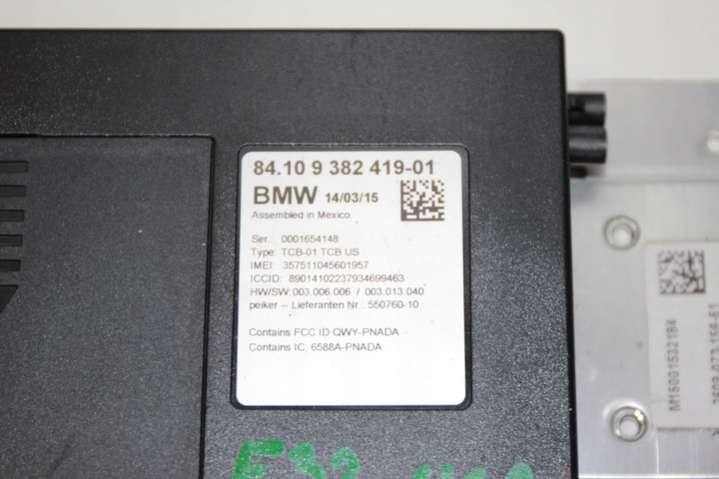 84.10 9 382 419-01
BMW 14/03/15
Assembled in Mexico
Ser.: 0001654148
Type: TCB-01 TCB US
IMEI: 357511045601957
ICCID: 89014102237934699463
HW/SW: 003.006.006 / 003.013.040
peiker – Lieferanten Nr.: 550760-10
Contains FCC ID QWY-PNADA
Contains IC: 6588A-PNADA
M15001532184